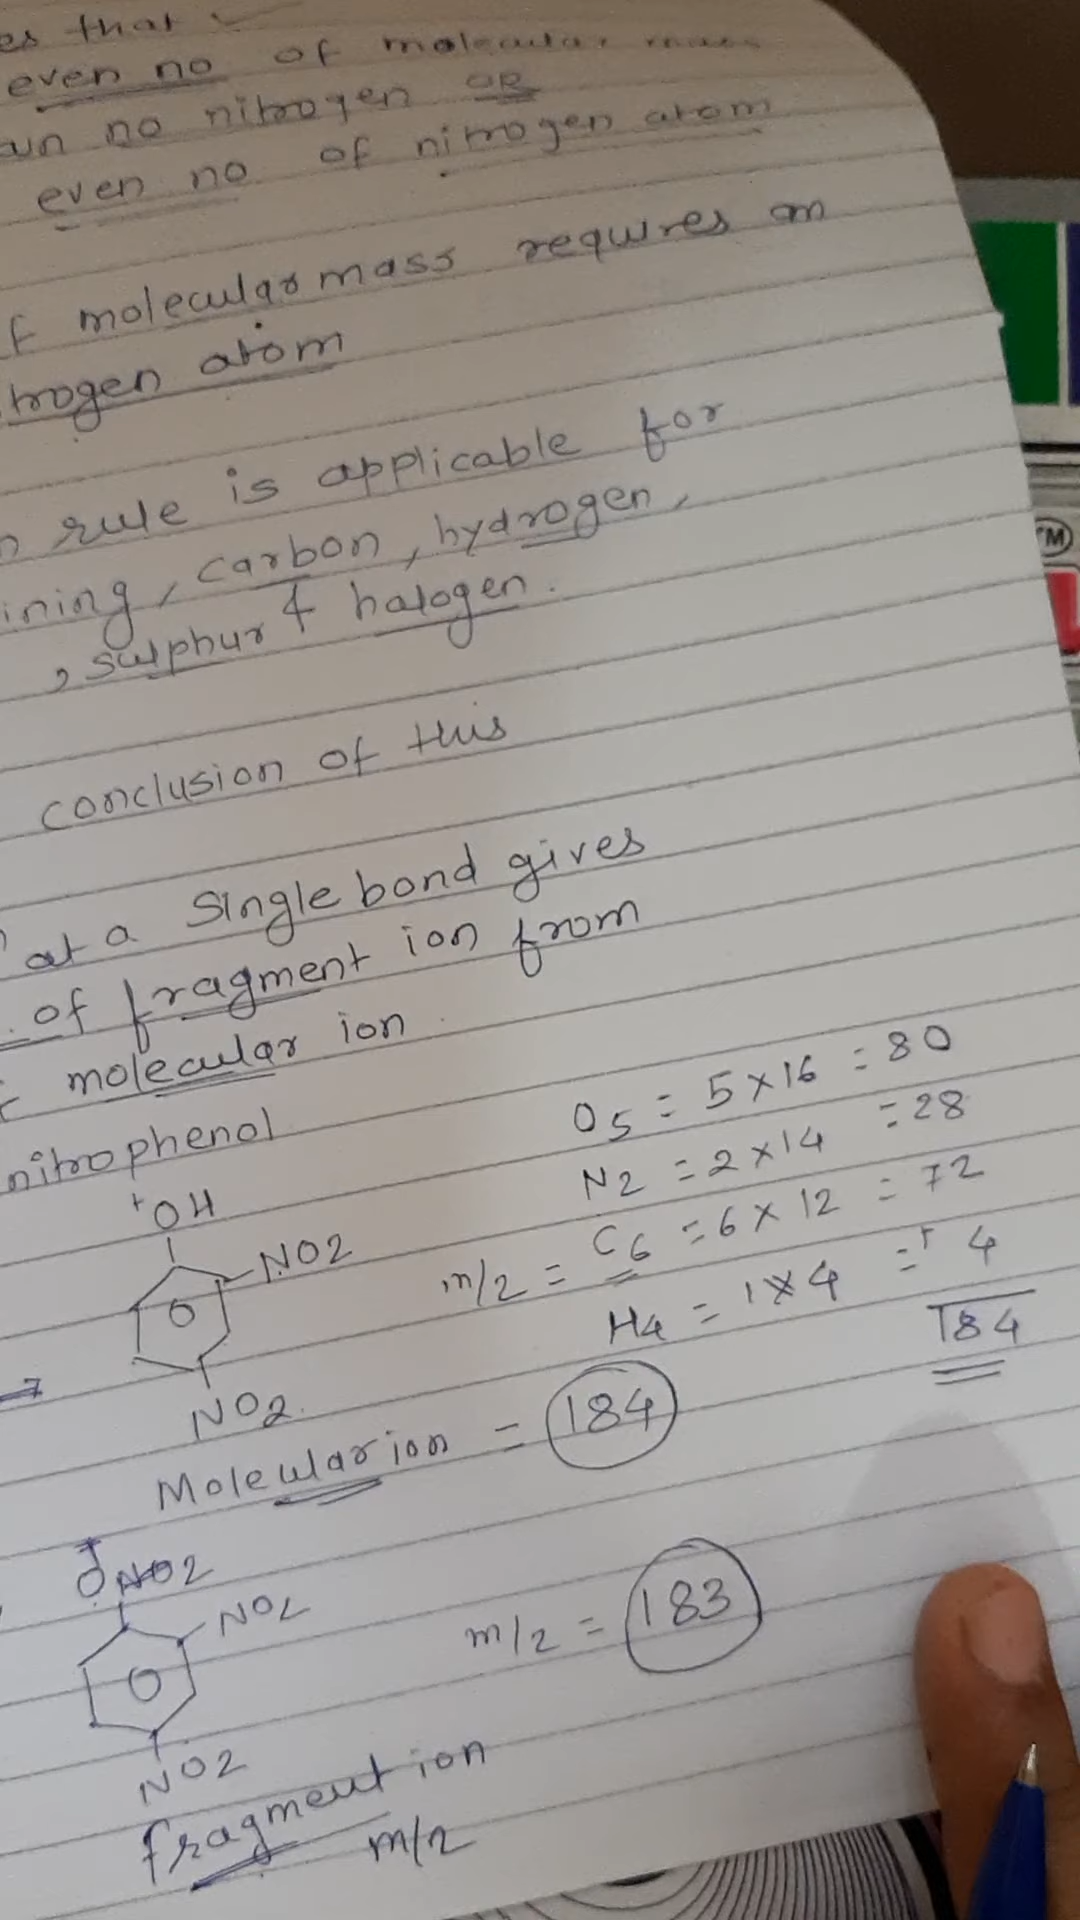 es that
even no of molecular mass
no nitrogen OR
even no of nitrogen atom
f molecular mass requires an
trogen atom
rule is applicable for
ining, carbon, hydrogen,
, sulphur & halogen.
TM
conclusion of this
at a single bond gives
of fragment ion from
molecular ion
nitrophenol
O5 = 5×16 = 80
N2 = 2×14 = 28
m/z = C6 = 6×12 = 72
H4 = 1×4 = + 4
184
+OH
NO2
NO2
Molecular ion = 184
NO2
NO2
m/z = 183
Fragment ion
m/z